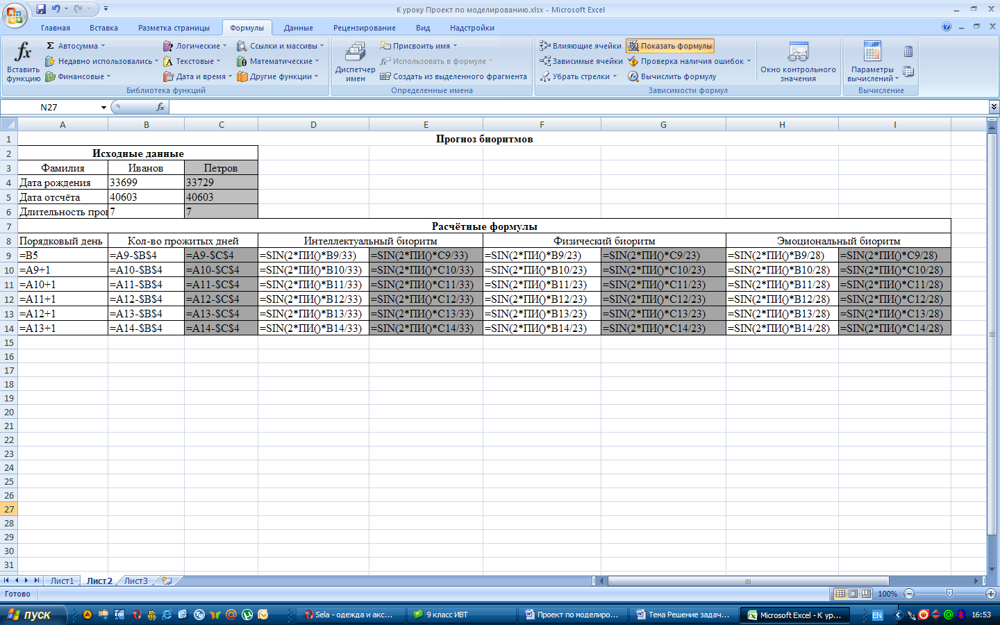 К уроку Проект по моделированию.xlsx - Microsoft Excel
Главная Вставка Разметка страницы Формулы Данные Рецензирование Вид Надстройки
fx Вставить функцию
Σ Автосумма
Недавно использовались
Финансовые
Логические
Текстовые
Дата и время
Ссылки и массивы
Математические
Другие функции
Библиотека функций
Диспетчер имен
Присвоить имя
Использовать в формуле
Создать из выделенного фрагмента
Определенные имена
Влияющие ячейки
Зависимые ячейки
Убрать стрелки
Показать формулы
Проверка наличия ошибок
Вычислить формулу
Окно контрольного значения
Зависимости формул
Параметры вычислений
Вычисление
N27 fx
A B C D E F G H I
1 Прогноз биоритмов
2 Исходные данные
3 Фамилия Иванов Петров
4 Дата рождения 33699 33729
5 Дата отсчёта 40603 40603
6 Длительность 7 7
7 Расчётные формулы
8 Порядковый день Кол-во прожитых дней Интеллектуальный биоритм Физический биоритм Эмоциональный биоритм
9 =B5 =A9-$B$4 =A9-$C$4 =SIN(2*ПИ()*B9/33) =SIN(2*ПИ()*C9/33) =SIN(2*ПИ()*B9/23) =SIN(2*ПИ()*C9/23) =SIN(2*ПИ()*B9/28) =SIN(2*ПИ()*C9/28)
10 =A9+1 =A10-$B$4 =A10-$C$4 =SIN(2*ПИ()*B10/33) =SIN(2*ПИ()*C10/33) =SIN(2*ПИ()*B10/23) =SIN(2*ПИ()*C10/23) =SIN(2*ПИ()*B10/28) =SIN(2*ПИ()*C10/28)
11 =A10+1 =A11-$B$4 =A11-$C$4 =SIN(2*ПИ()*B11/33) =SIN(2*ПИ()*C11/33) =SIN(2*ПИ()*B11/23) =SIN(2*ПИ()*C11/23) =SIN(2*ПИ()*B11/28) =SIN(2*ПИ()*C11/28)
12 =A11+1 =A12-$B$4 =A12-$C$4 =SIN(2*ПИ()*B12/33) =SIN(2*ПИ()*C12/33) =SIN(2*ПИ()*B12/23) =SIN(2*ПИ()*C12/23) =SIN(2*ПИ()*B12/28) =SIN(2*ПИ()*C12/28)
13 =A12+1 =A13-$B$4 =A13-$C$4 =SIN(2*ПИ()*B13/33) =SIN(2*ПИ()*C13/33) =SIN(2*ПИ()*B13/23) =SIN(2*ПИ()*C13/23) =SIN(2*ПИ()*B13/28) =SIN(2*ПИ()*C13/28)
14 =A13+1 =A14-$B$4 =A14-$C$4 =SIN(2*ПИ()*B14/33) =SIN(2*ПИ()*C14/33) =SIN(2*ПИ()*B14/23) =SIN(2*ПИ()*C14/23) =SIN(2*ПИ()*B14/28) =SIN(2*ПИ()*C14/28)
15
16
17
18
19
20
21
22
23
24
25
26
27
28
29
30
31
Лист1 Лист2 Лист3
Готово 100%
пуск Sela - одежда и акс... 9 класс ИВТ Проект по моделиро... Тема Решение задач... Microsoft Excel - К ур... EN 16:53